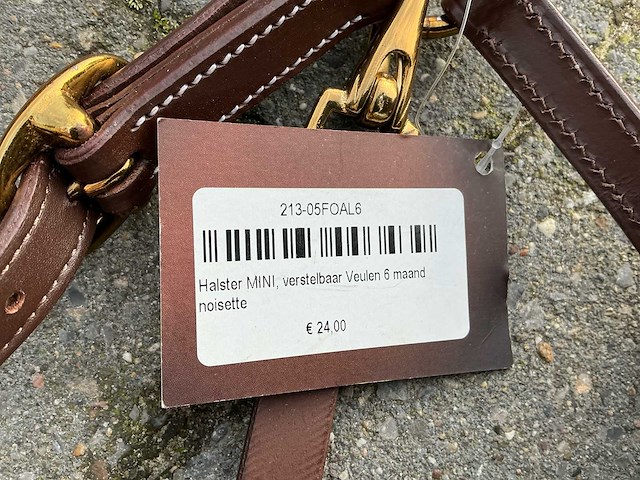 213-05FOAL6
Halster MINI, verstelbaar Veulen 6 maand
noisette
€ 24,00